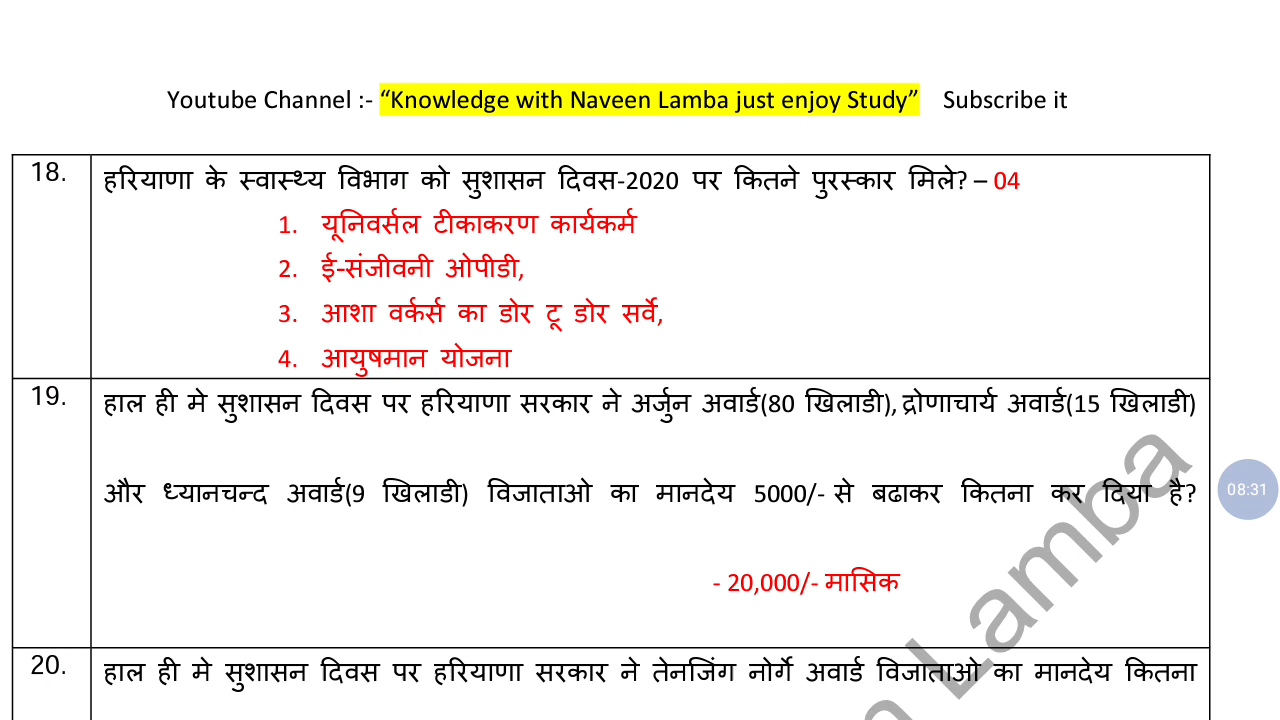 Youtube Channel :- “Knowledge with Naveen Lamba just enjoy Study” Subscribe it
18. हरियाणा के स्वास्थ्य विभाग को सुशासन दिवस-2020 पर कितने पुरस्कार मिले? – 04
1. यूनिवर्सल टीकाकरण कार्यकर्म
2. ई-संजीवनी ओपीडी,
3. आशा वर्कर्स का डोर टू डोर सर्वे,
4. आयुषमान योजना
19. हाल ही मे सुशासन दिवस पर हरियाणा सरकार ने अर्जुन अवार्ड(80 खिलाडी), द्रोणाचार्य अवार्ड(15 खिलाडी)
और ध्यानचन्द अवार्ड(9 खिलाडी) विजाताओ का मानदेय 5000/- से बढाकर कितना कर दिया है?
08:31
- 20,000/- मासिक
20. हाल ही मे सुशासन दिवस पर हरियाणा सरकार ने तेनजिंग नोर्गे अवार्ड विजाताओ का मानदेय कितना
Lamba